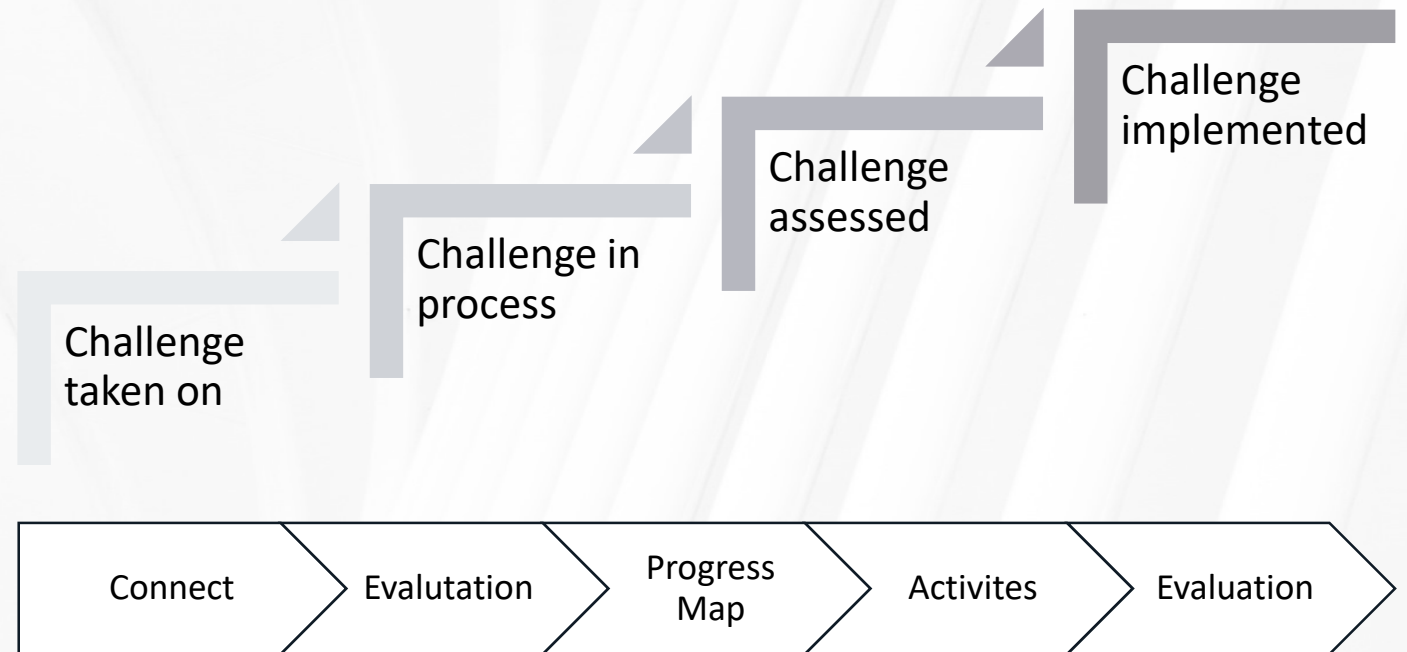 Challenge
taken on
Challenge in
process
Challenge
assessed
Challenge
implemented
Connect
Evalutation
Progress
Map
Activites
Evaluation